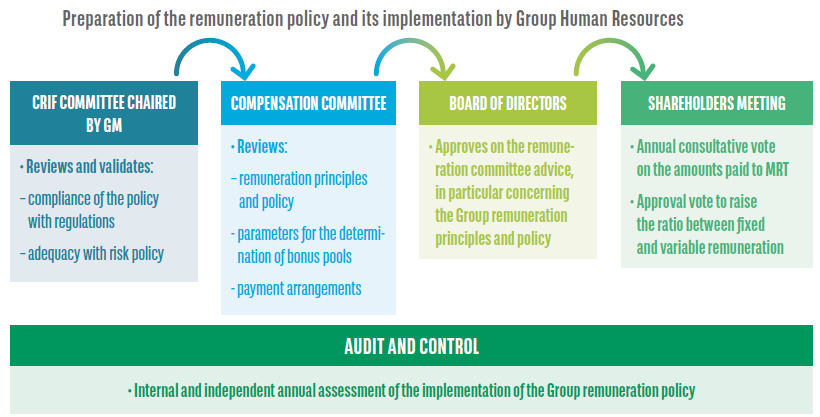 Preparation of the remuneration policy and its implementation by Group Human Resources
CRIF COMMITTEE CHAIRED
BY GM
• Reviews and validates:
– compliance of the policy
with regulations
– adequacy with risk policy
COMPENSATION COMMITTEE
• Reviews:
– remuneration principles
and policy
- parameters for the determi-
nation of bonus pools
- payment arrangements
BOARD OF DIRECTORS
• Approves on the remune-
ration committee advice,
in particular concerning
the Group remuneration
principles and policy
SHAREHOLDERS MEETING
• Annual consultative vote
on the amounts paid to MRT
• Approval vote to raise
the ratio between fixed
and variable remuneration
AUDIT AND CONTROL
• Internal and independent annual assessment of the implementation of the Group remuneration policy